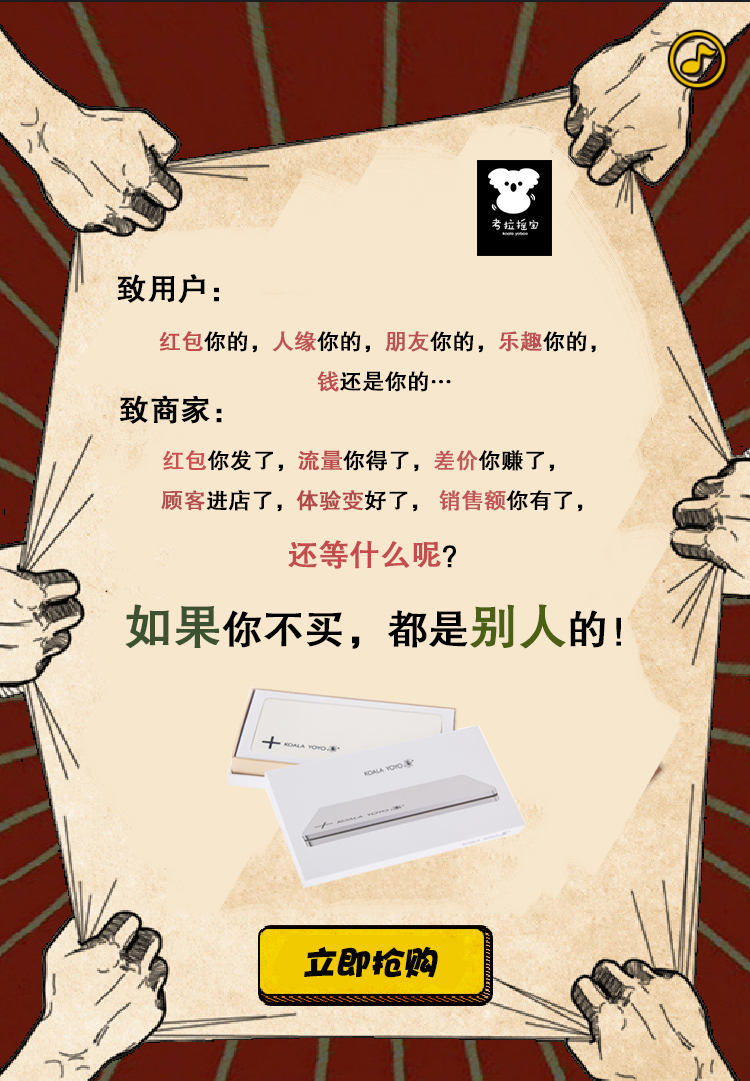 考拉摇宝
koala yoboo
致用户：
红包你的，人缘你的，朋友你的，乐趣你的，
钱还是你的…
致商家：
红包你发了，流量你得了，差价你赚了，
顾客进店了，体验变好了，销售额你有了，
还等什么呢?
如果你不买，都是别人的！
KOALA YOYO
KOALA YOYO
KOALA YOYO
立即抢购